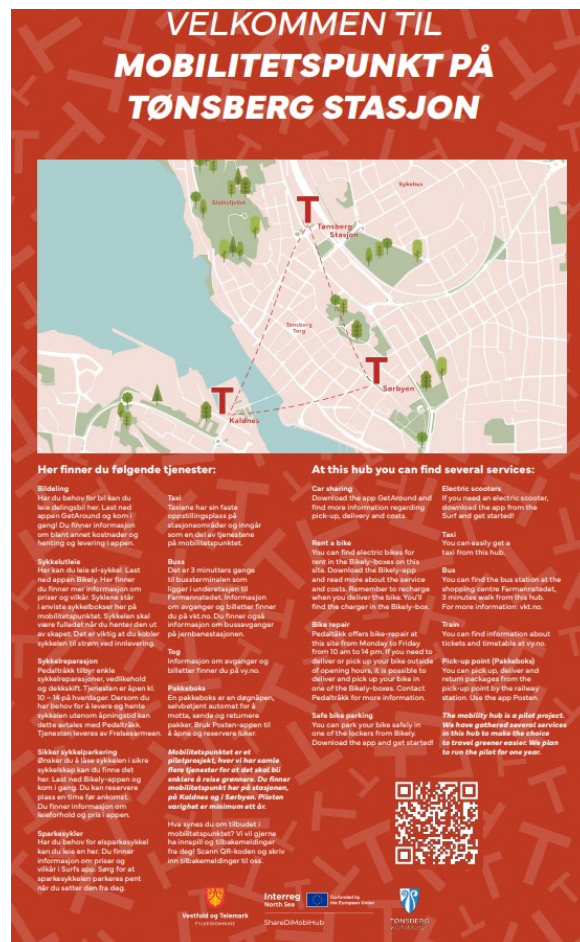 VELKOMMEN TIL
MOBILITETSPUNKT PÅ
TØNSBERG STASJON
Slottsfjellet
Sykehus
T
Tønsberg
Stasjon
Tønsberg
Torg
T
Sørbyen
T
Kaldnes
Her finner du følgende tjenester:
Bildeling
Har du behov for bil kan du
leie delingsbil her. Last ned
appen GetAround og kom i
gang! Du finner informasjon
om blant annet kostnader og
henting og levering i appen.
Sykkelutleie
Her kan du leie el-sykkel. Last
ned appen Bikely. Her finner
du finner mer informasjon om
priser og vilkår. Syklene står
i anviste sykkelbokser her på
mobilitetspunktet. Sykkelen skal
være fulladet når du henter den ut
av skapet. Det er viktig at du kobler
sykkelen til strøm ved innlevering.
Sykkelreparasjon
Pedaltråkk tilbyr enkle
sykkelreparasjoner, vedlikehold
og dekkskift. Tjenesten er åpen kl.
10 – 14 på hverdager. Dersom du
har behov for å levere og hente
sykkelen utenom åpningstid kan
dette avtales med Pedaltråkk.
Tjenesten leveres av Frelsesarmeen.
Sikker sykkelparkering
Ønsker du å låse sykkelen i sikre
sykkelskap kan du finne det
her. Last ned Bikely-appen og
kom i gang. Du kan reservere
plass en time før ankomst.
Du finner informasjon om
leieforhold og pris i appen.
Sparkesykler
Har du behov for elsparkesykkel
kan du leie en her. Du finner
informasjon om priser og
vilkår i Surfs app. Sørg for at
sparkesykkelen parkeres pent
når du setter den fra deg.
Taxi
Taxiene har sin faste
oppstillingsplass på
stasjonsområder og inngår
som en del av tjenestene
på mobilitetspunktet.
Buss
Det er 3 minutters gange
til bussterminalen som
ligger i understasjon til
Farmannstedet. Informasjon
om avganger og billetter finner
du på vkt.no. Du finner også
informasjon om bussavganger
på jernbanestasjonen.
Tog
Informasjon om avganger og
billetter finner du på vy.no.
Pakkeboks
En pakkeboks er en døgnåpen,
selvbetjent automat for å
motta, sende og returnere
pakker. Bruk Posten-appen til
å åpne og reservere luker.
Mobilitetspunktet er et
pilotprosjekt, hvor vi har samle
flere tjenester for at det skal bli
enklere å reise grønnere. Du finner
mobilitetspunkt her på stasjonen,
på Kaldnes og i Sørbyen. Piloten
varighet er minimum ett år.
Hva synes du om tilbudet i
mobilitetspunktet? Vi vil gjerne
ha innspill og tilbakemeldinger
fra deg! Scann QR-koden og skriv
inn tilbakemeldinger til oss.
At this hub you can find several services:
Car sharing
Download the app GetAround and
find more information regarding
pick-up, delivery and costs.
Rent a bike
You can find electric bikes for
rent in the Bikely-boxes on this
site. Download the Bikely-app
and read more about the service
and costs. Remember to recharge
when you deliver the bike. You'll
find the charger in the Bikely-box.
Bike repair
Pedaltråkk offers bike-repair at
this site from Monday to Friday
from 10 am to 14 pm. If you need to
deliver or pick up your bike outside
of opening hours, it is possible to
deliver and pick up your bike in
one of the Bikely-boxes. Contact
Pedaltråkk for more information.
Safe bike parking
You can park your bike safely in
one of the lockers from Bikely.
Download the app and get started!
Electric scooters
If you need an electric scooter,
download the app from the
Surf and get started!
Taxi
You can easily get a
taxi from this hub.
Bus
You can find the bus station at the
shopping centre Farmannstedet,
3 minutes walk from this hub.
For more information: vkt.no.
Train
You can find information about
tickets and timetable at vy.no.
Pick-up point (Pakkeboks)
You can pick up, deliver and
return packages from the
pick-up point by the railway
station. Use the app Posten.
The mobility hub is a pilot project.
We have gathered several services
in this hub to make the choice
to travel greener easier. We plan
to run the pilot for one year.
Vestfold og Telemark
FYLKESKOMMUNE
Interreg
North Sea
Co-funded by
the European Union
ShareDiMobiHub
TØNSBERG
KOMMUNE